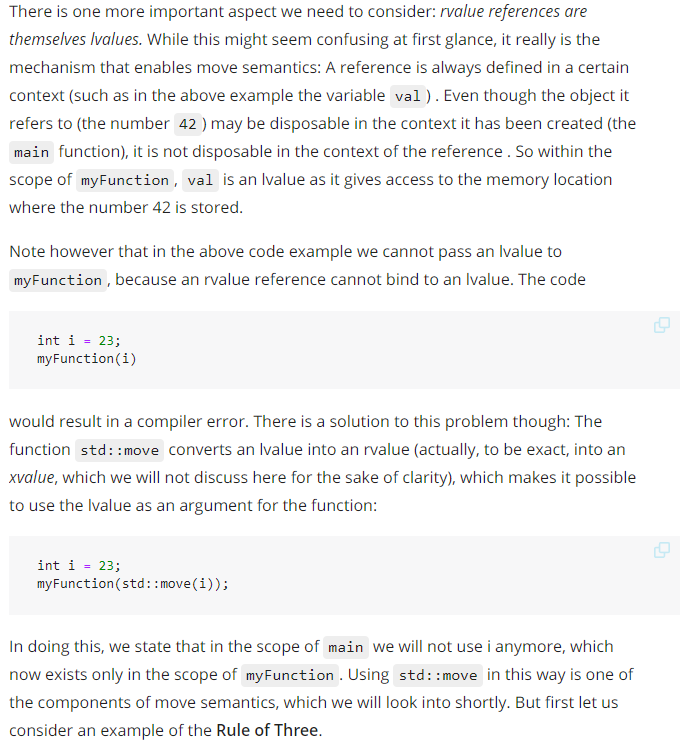 There is one more important aspect we need to consider: rvalue references are
themselves lvalues. While this might seem confusing at first glance, it really is the
mechanism that enables move semantics: A reference is always defined in a certain
context (such as in the above example the variable val ) . Even though the object it
refers to (the number 42 ) may be disposable in the context it has been created (the
main function), it is not disposable in the context of the reference . So within the
scope of myFunction , val is an lvalue as it gives access to the memory location
where the number 42 is stored.
Note however that in the above code example we cannot pass an lvalue to
myFunction , because an rvalue reference cannot bind to an lvalue. The code
int i = 23;
myFunction(i)
would result in a compiler error. There is a solution to this problem though: The
function std::move converts an lvalue into an rvalue (actually, to be exact, into an
xvalue, which we will not discuss here for the sake of clarity), which makes it possible
to use the lvalue as an argument for the function:
int i = 23;
myFunction(std::move(i));
In doing this, we state that in the scope of main we will not use i anymore, which
now exists only in the scope of myFunction . Using std::move in this way is one of
the components of move semantics, which we will look into shortly. But first let us
consider an example of the Rule of Three.